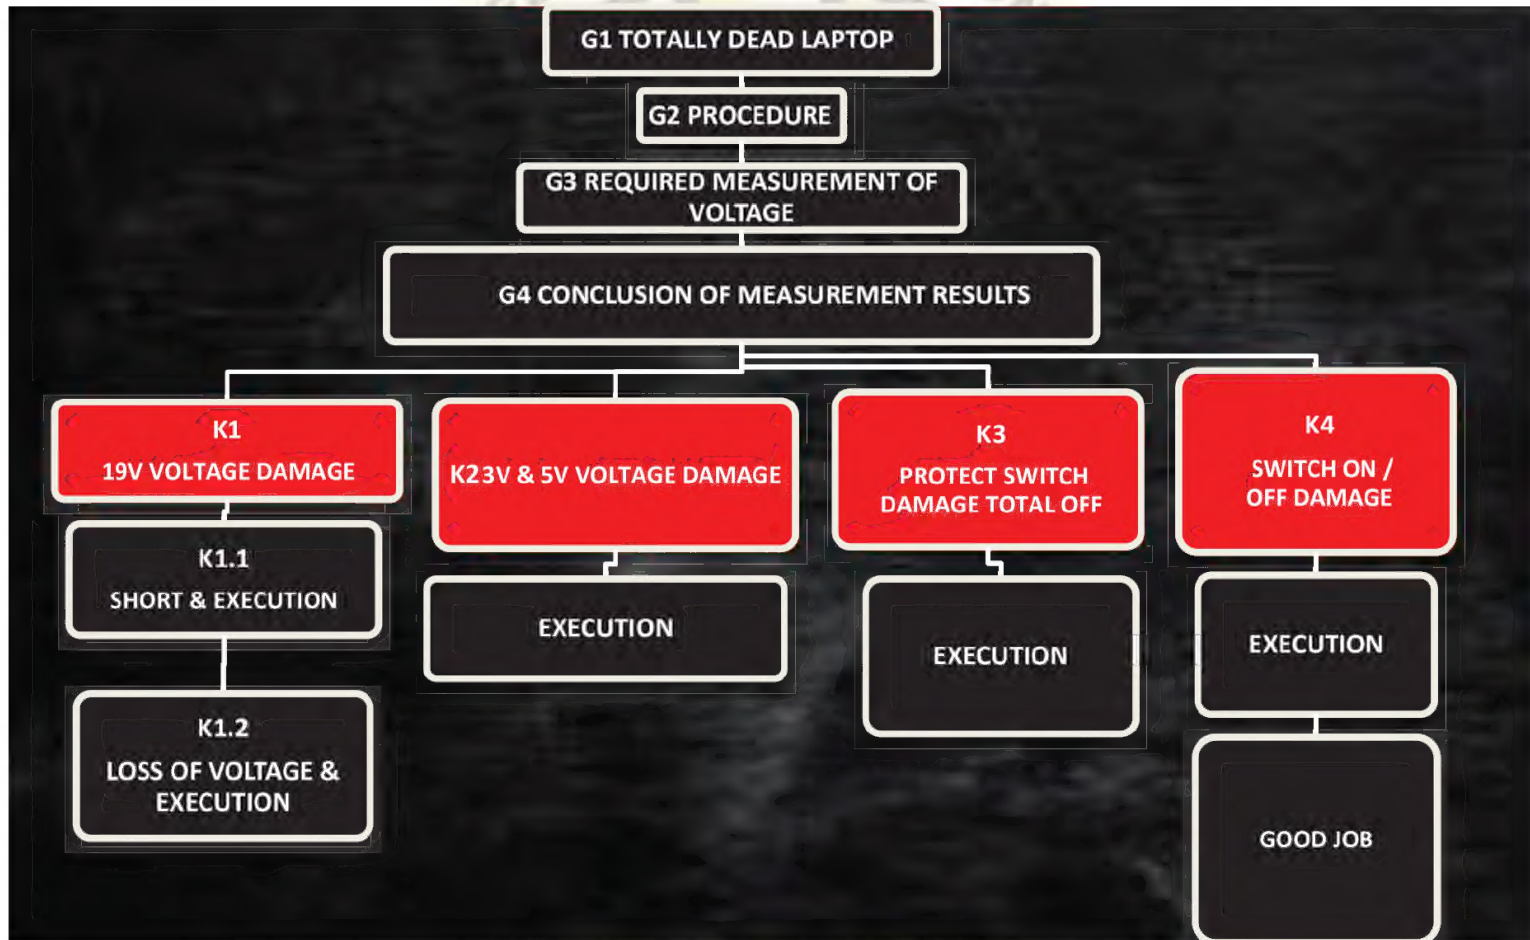 G1 TOTALLY DEAD LAPTOP
G2 PROCEDURE
G3 REQUIRED MEASUREMENT OF
VOLTAGE
G4 CONCLUSION OF MEASUREMENT RESULTS
K1
19V VOLTAGE DAMAGE
K1.1
SHORT & EXECUTION
K1.2
LOSS OF VOLTAGE &
EXECUTION
K23V & 5V VOLTAGE DAMAGE
EXECUTION
K3
PROTECT SWITCH
DAMAGE TOTAL OFF
EXECUTION
K4
SWITCH ON /
OFF DAMAGE
EXECUTION
GOOD JOB